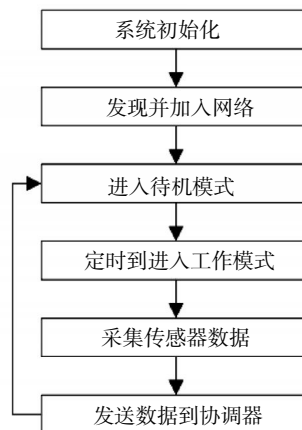 系统初始化
发现并加入网络
进入待机模式
定时到进入工作模式
采集传感器数据
发送数据到协调器